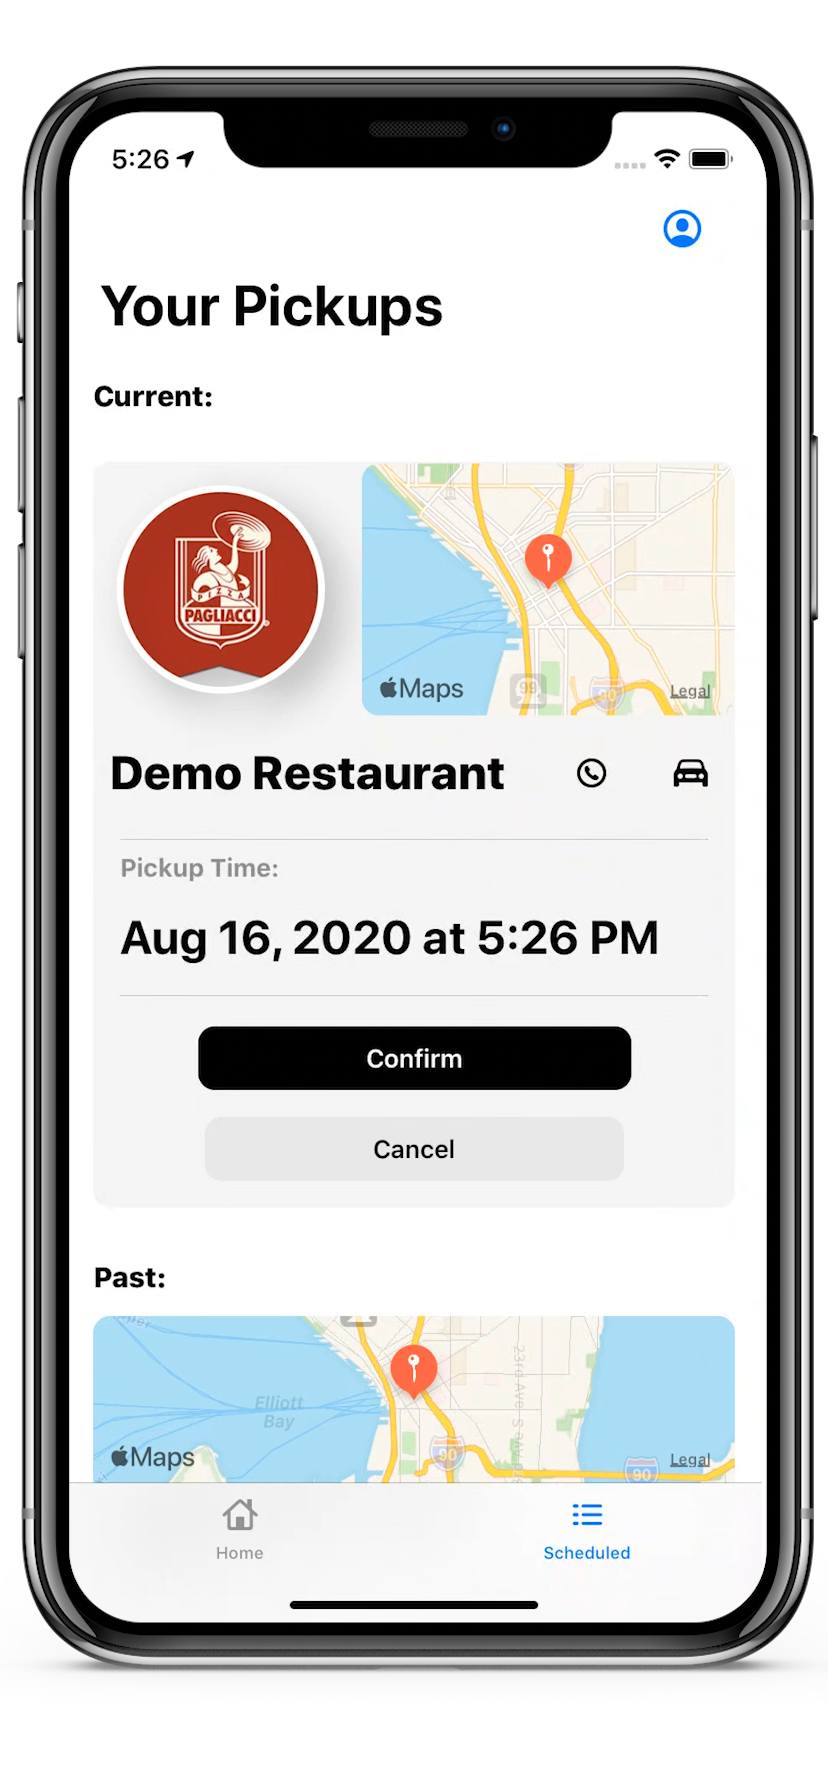 5:26
Your Pickups
Current:
PIZZA
PAGLIACCI
Maps
99
90
Legal
Demo Restaurant
Pickup Time:
Aug 16, 2020 at 5:26 PM
Confirm
Cancel
Past:
Elliott
Bay
23rd Ave S
90
90
Maps
Legal
Home
Scheduled